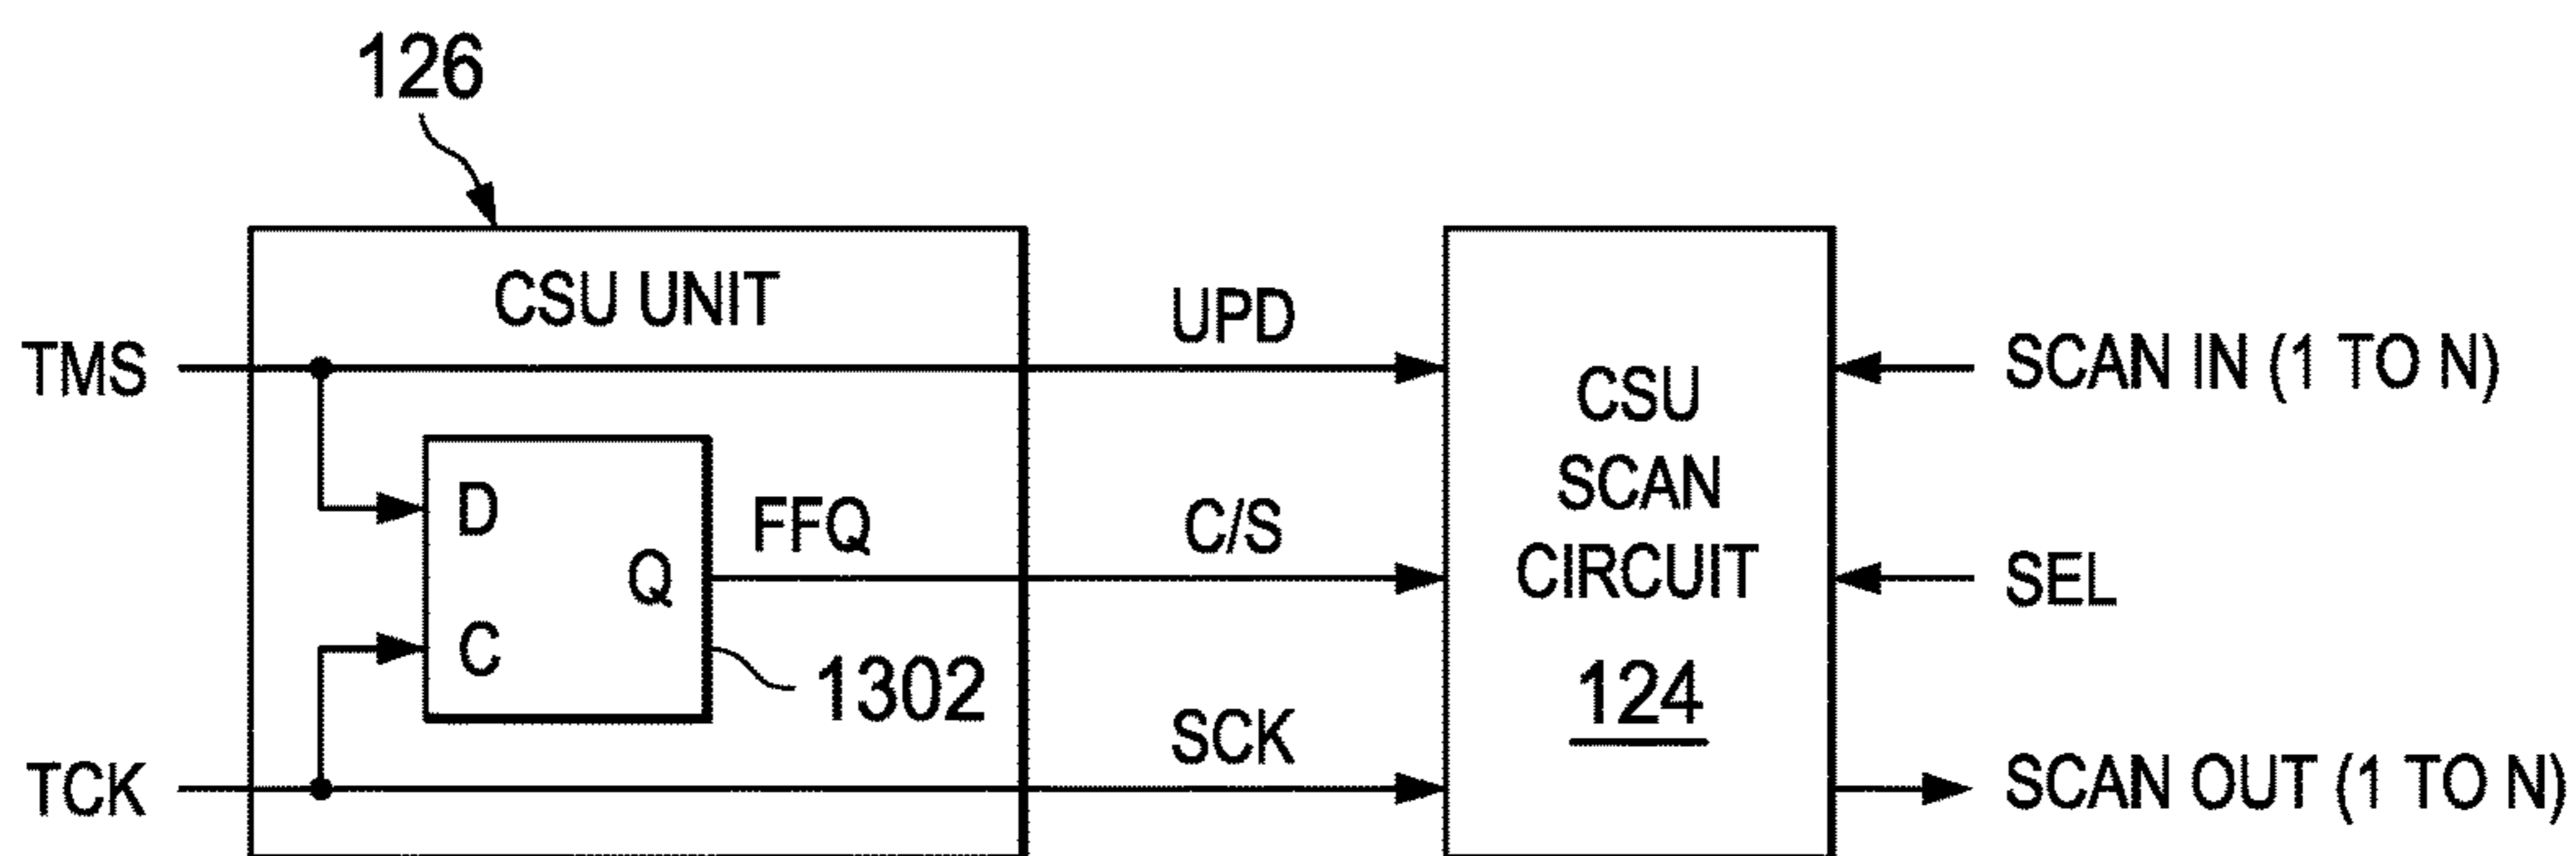 126
CSU UNIT
TMS
UPD
SCAN IN (1 TO N)
CSU
SCAN
CIRCUIT
124
D
Q
C
FFQ
C/S
SEL
1302
TCK
SCK
SCAN OUT (1 TO N)